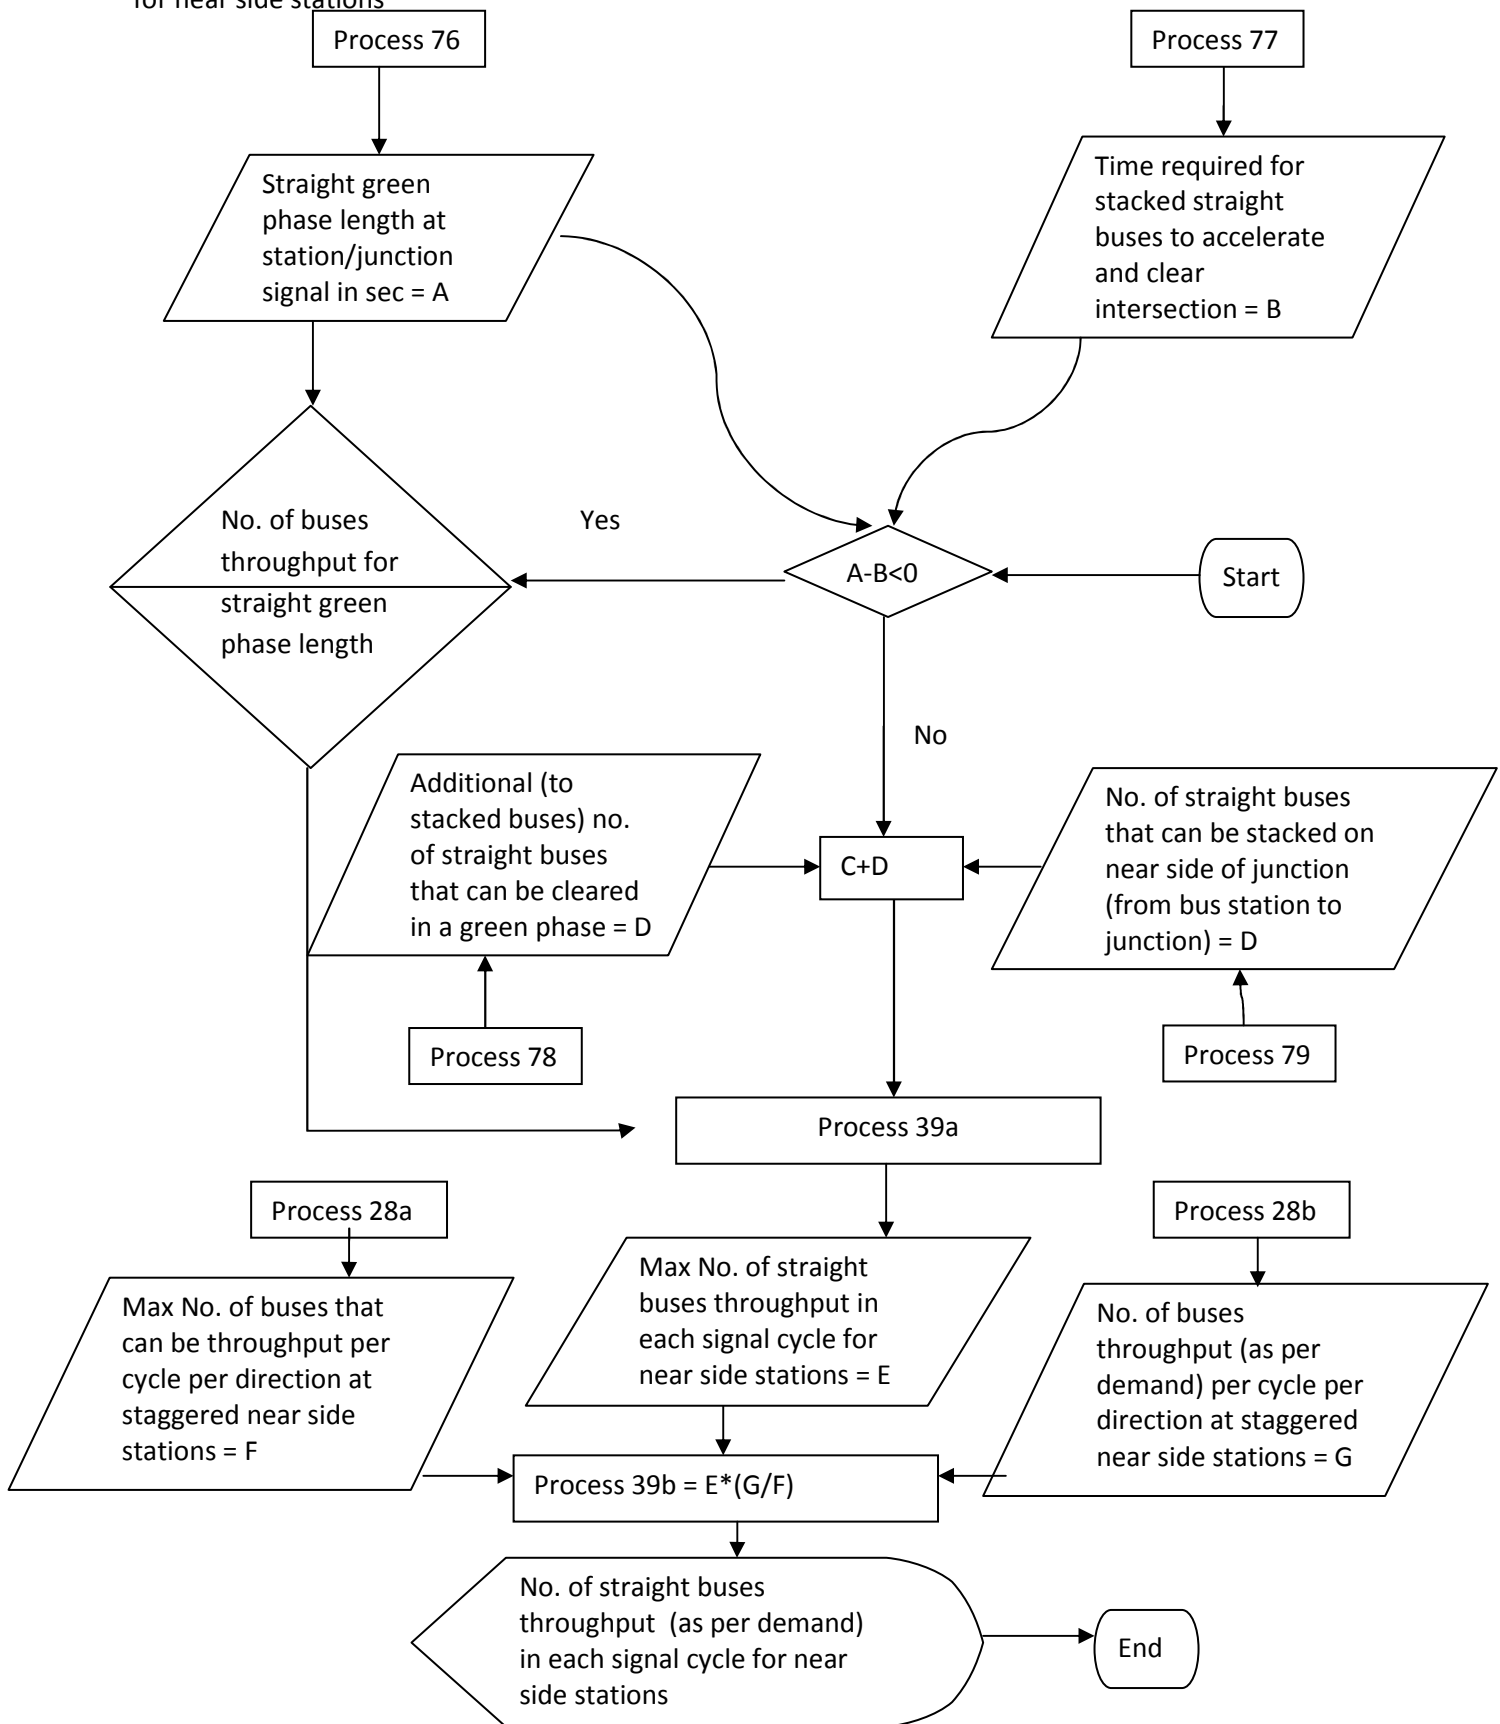 for near side stations
Process 76
Process 77
Straight green
phase length at
station/junction
signal in sec = A
Time required for
stacked straight
buses to accelerate
and clear
intersection = B
No. of buses
throughput for
straight green
phase length
Yes
A-B<0
Start
No
Additional (to
stacked buses) no.
of straight buses
that can be cleared
in a green phase = D
C+D
No. of straight buses
that can be stacked on
near side of junction
(from bus station to
junction) = D
Process 78
Process 79
Process 39a
Process 28a
Process 28b
Max No. of buses that
can be throughput per
cycle per direction at
staggered near side
stations = F
Max No. of straight
buses throughput in
each signal cycle for
near side stations = E
No. of buses
throughput (as per
demand) per cycle per
direction at staggered
near side stations = G
Process 39b = E*(G/F)
No. of straight buses
throughput  (as per demand)
in each signal cycle for near
side stations
End